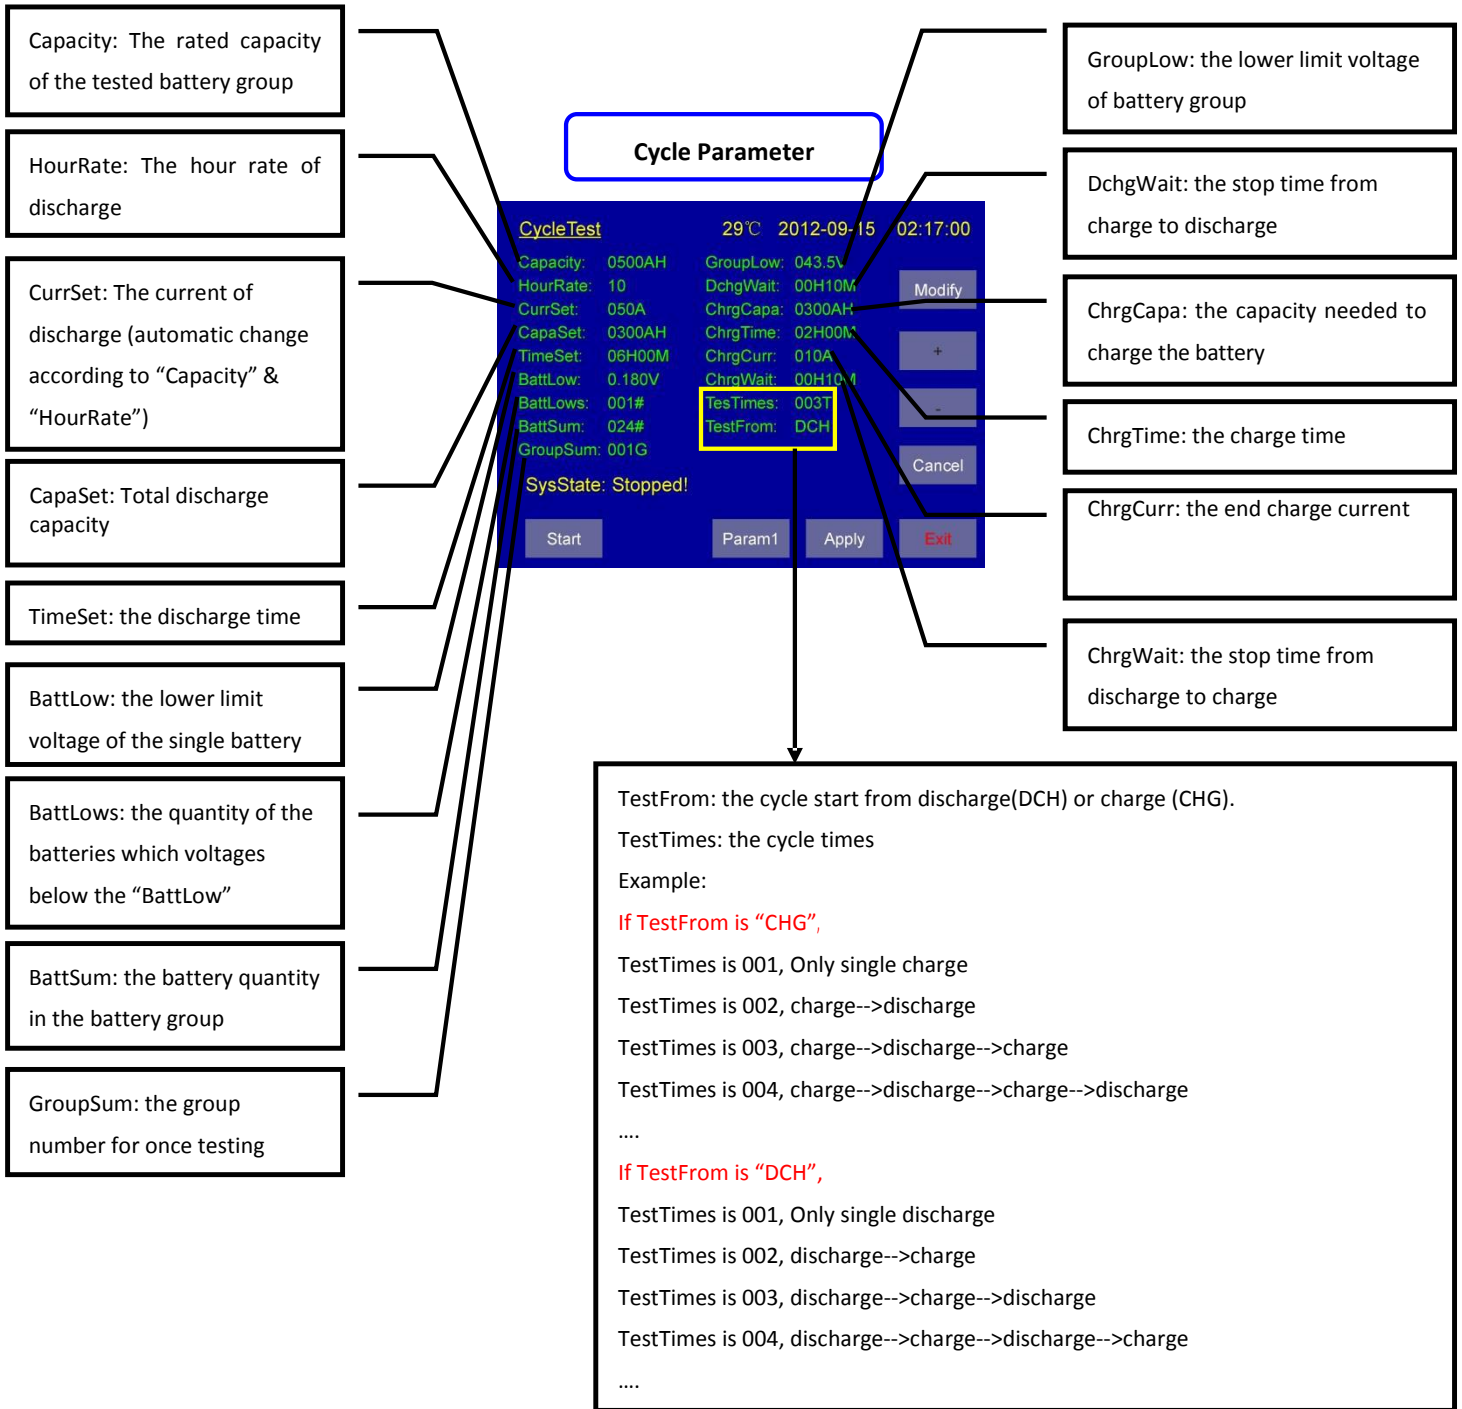 Capacity: The rated capacity
of the tested battery group
HourRate: The hour rate of
discharge
CurrSet: The current of
discharge (automatic change
according to “Capacity” &
“HourRate”)
CapaSet: Total discharge
capacity
TimeSet: the discharge time
BattLow: the lower limit
voltage of the single battery
BattLows: the quantity of the
batteries which voltages
below the “BattLow”
BattSum: the battery quantity
in the battery group
GroupSum: the group
number for once testing
Cycle Parameter
CycleTest 29℃ 2012-09-15 02:17:00
Capacity: 0500AH GroupLow: 043.5V
HourRate: 10 DchgWait: 00H10M
CurrSet: 050A ChrgCapa: 0300AH
CapaSet: 0300AH ChrgTime: 02H00M
TimeSet: 06H00M ChrgCurr: 010A
BattLow: 0.180V ChrgWait: 00H10M
BattLows: 001# TesTimes: 003T
BattSum: 024# TestFrom: DCH
GroupSum: 001G
SysState: Stopped!
Modify
+
-
Cancel
Start Param1 Apply Exit
GroupLow: the lower limit voltage
of battery group
DchgWait: the stop time from
charge to discharge
ChrgCapa: the capacity needed to
charge the battery
ChrgTime: the charge time
ChrgCurr: the end charge current
ChrgWait: the stop time from
discharge to charge
TestFrom: the cycle start from discharge(DCH) or charge (CHG).
TestTimes: the cycle times
Example:
If TestFrom is “CHG”,
TestTimes is 001, Only single charge
TestTimes is 002, charge-->discharge
TestTimes is 003, charge-->discharge-->charge
TestTimes is 004, charge-->discharge-->charge-->discharge
....
If TestFrom is “DCH”,
TestTimes is 001, Only single discharge
TestTimes is 002, discharge-->charge
TestTimes is 003, discharge-->charge-->discharge
TestTimes is 004, discharge-->charge-->discharge-->charge
....